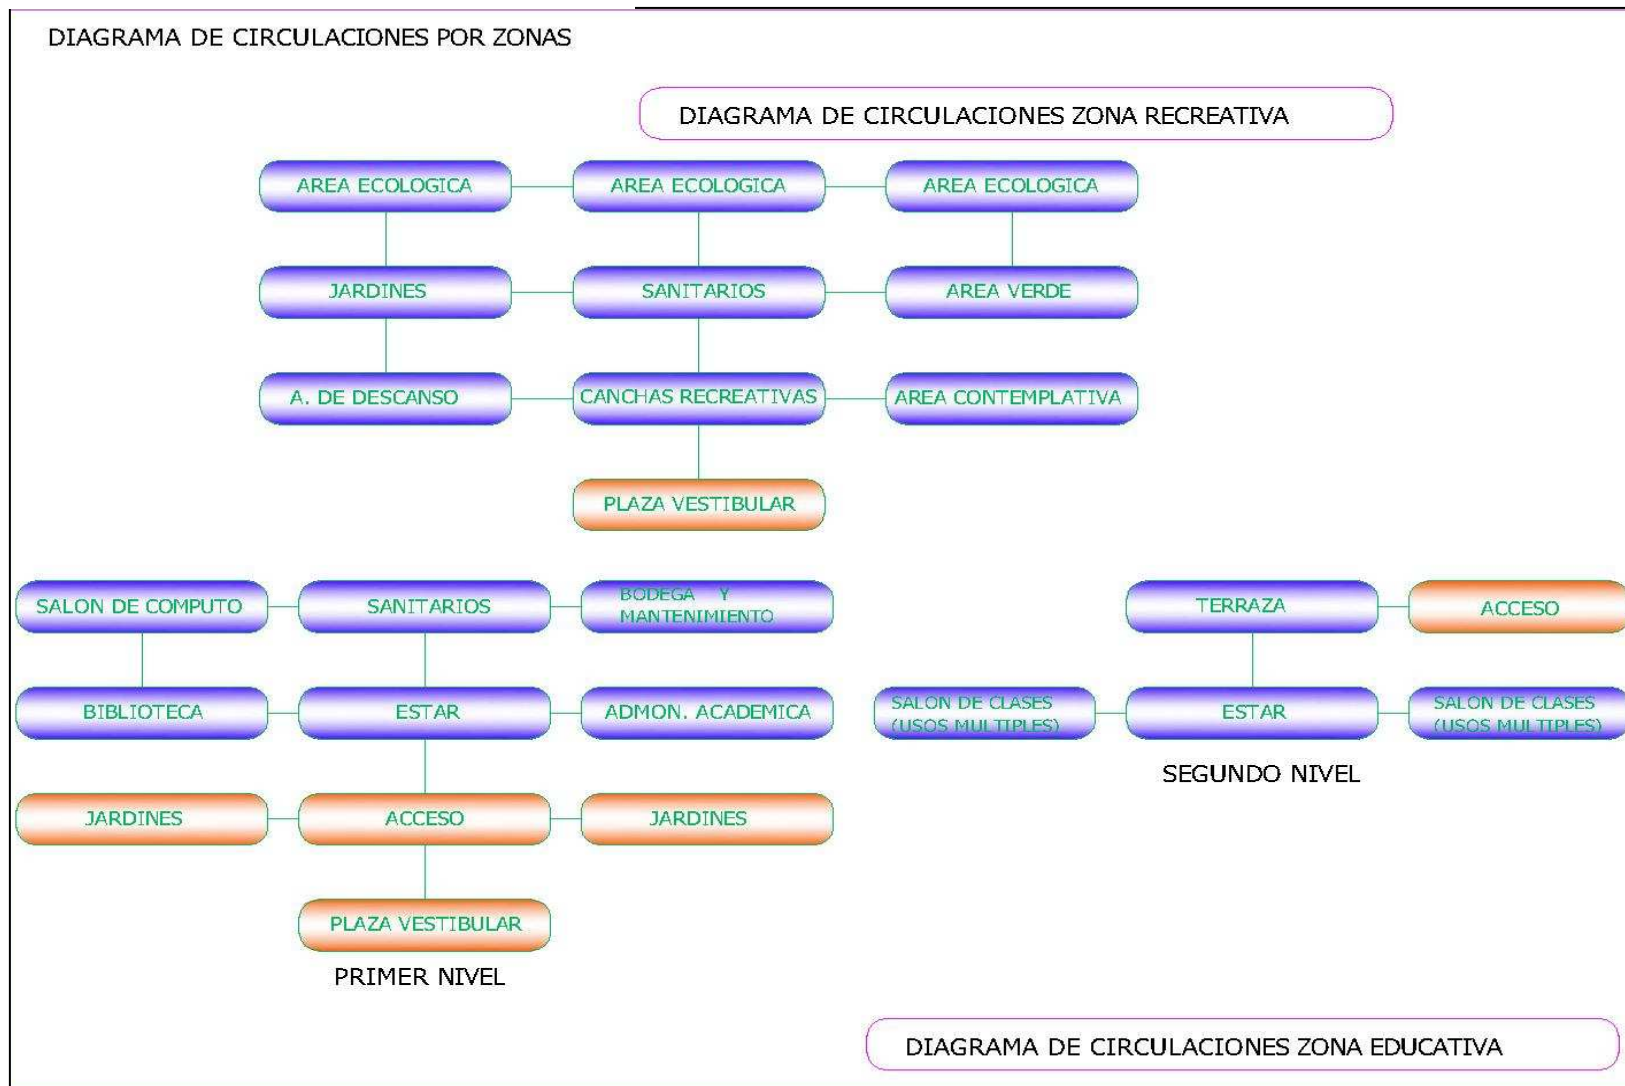 DIAGRAMA DE CIRCULACIONES POR ZONAS
DIAGRAMA DE CIRCULACIONES ZONA RECREATIVA
AREA ECOLOGICA
AREA ECOLOGICA
AREA ECOLOGICA
JARDINES
SANITARIOS
AREA VERDE
A. DE DESCANSO
CANCHAS RECREATIVAS
AREA CONTEMPLATIVA
PLAZA VESTIBULAR
SALON DE COMPUTO
SANITARIOS
BODEGA Y
MANTENIMIENTO
BIBLIOTECA
ESTAR
ADMON. ACADEMICA
JARDINES
ACCESO
JARDINES
PLAZA VESTIBULAR
PRIMER NIVEL
TERRAZA
ACCESO
SALON DE CLASES
(USOS MULTIPLES)
ESTAR
SALON DE CLASES
(USOS MULTIPLES)
SEGUNDO NIVEL
DIAGRAMA DE CIRCULACIONES ZONA EDUCATIVA